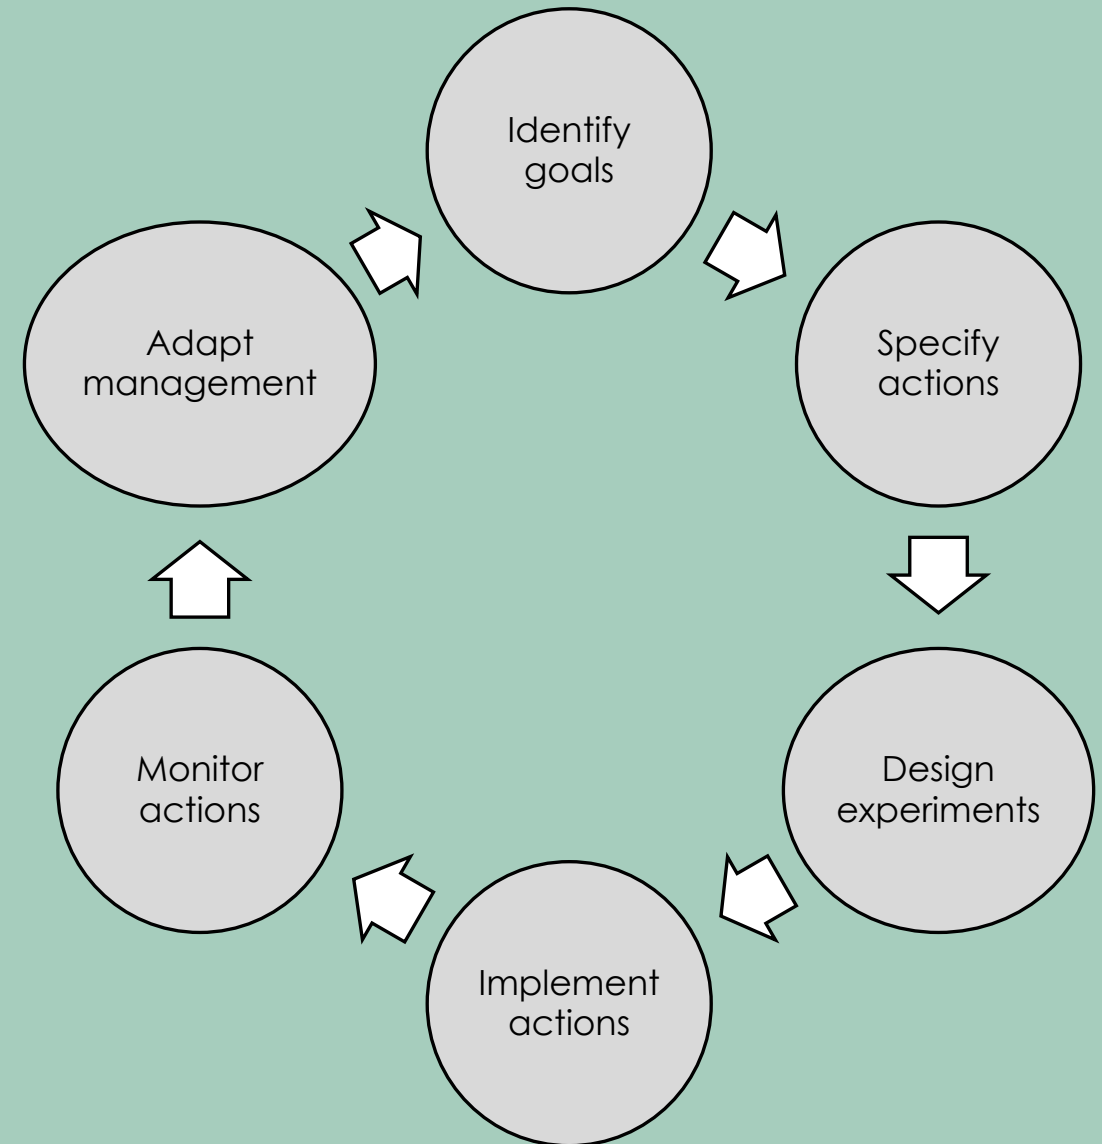 Identify
goals
Specify
actions
Design
experiments
Implement
actions
Monitor
actions
Adapt
management